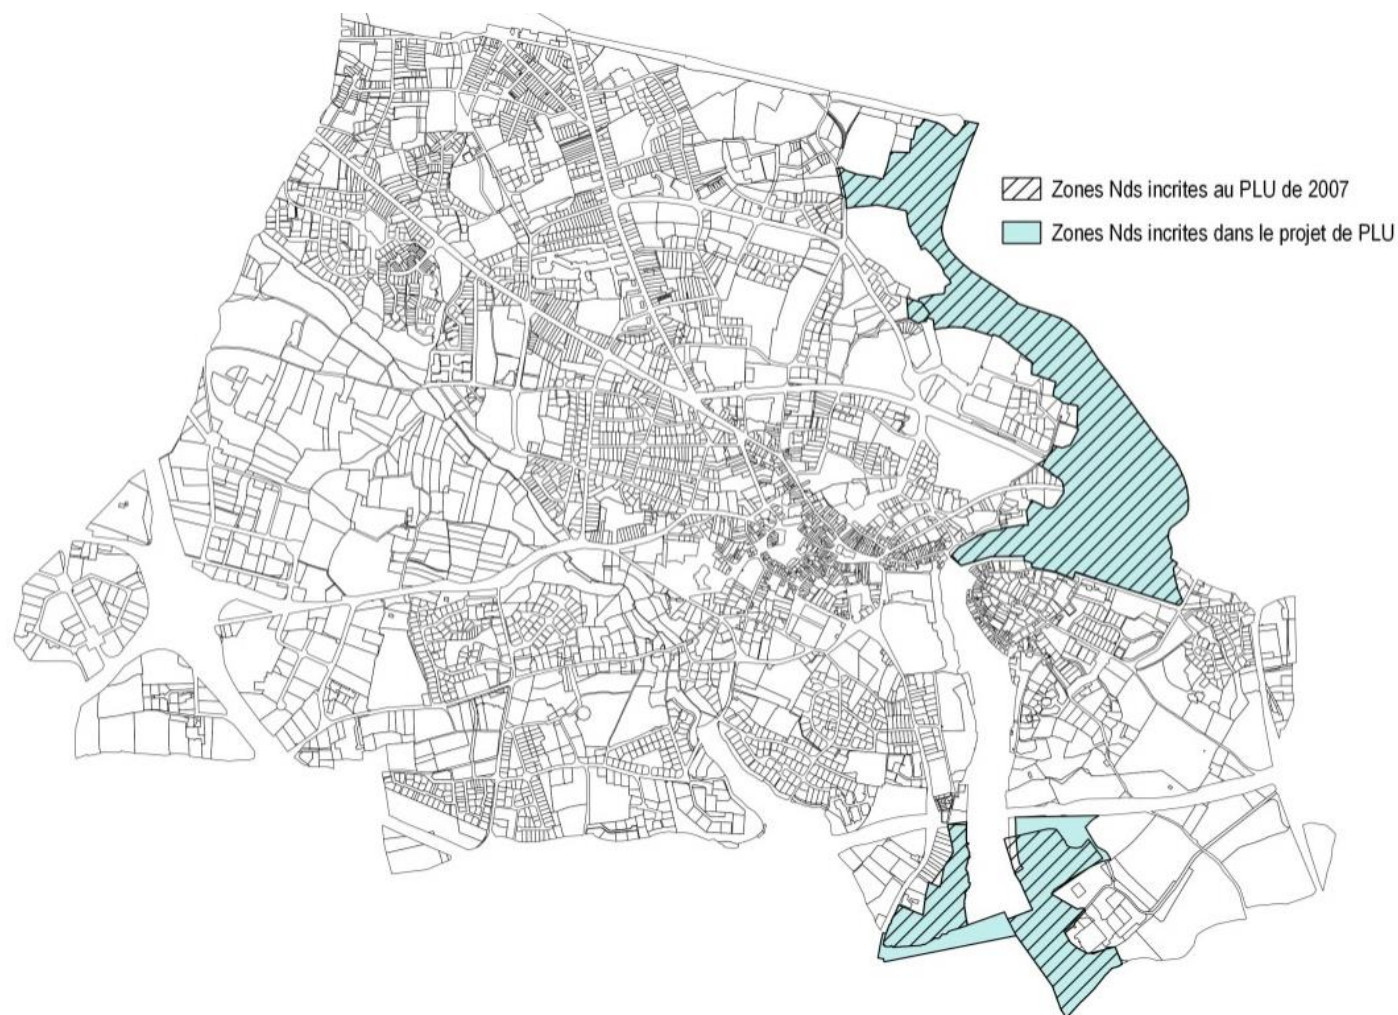 Zones Nds incrites au PLU de 2007
Zones Nds incrites dans le projet de PLU